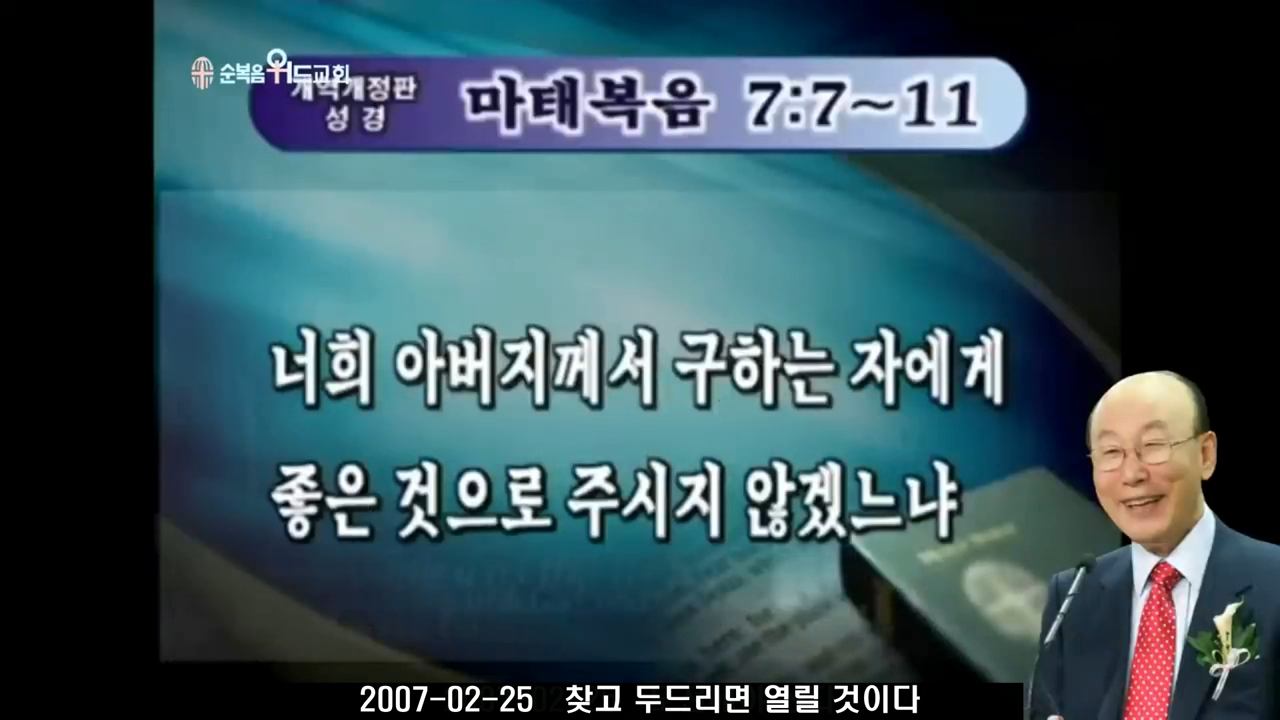 순복음워드교회
개역개정판
성경
마태복음 7:7~11
너희 아버지께서 구하는 자에게
좋은 것으로 주시지 않겠느냐
2007-02-25 찾고 두드리면 열릴 것이다